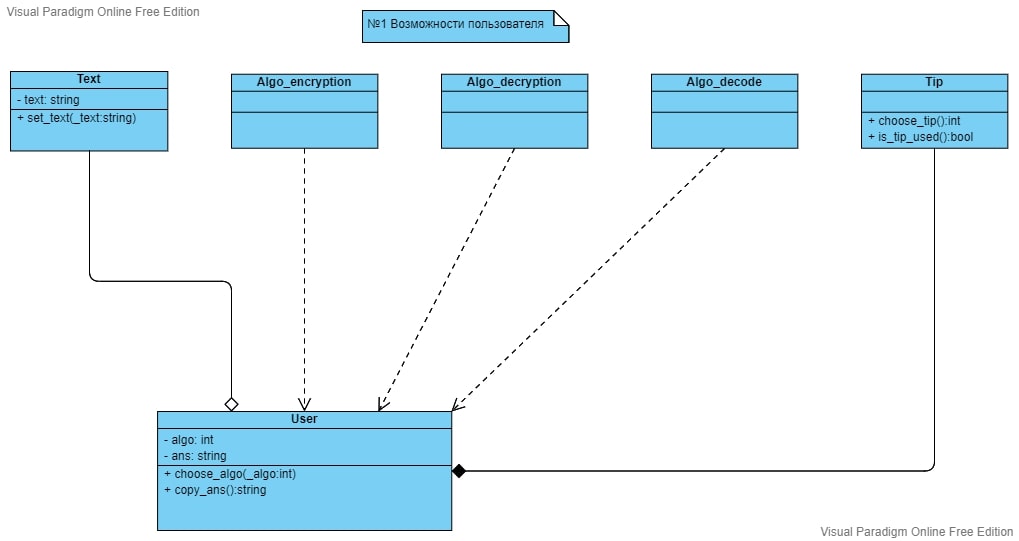 Visual Paradigm Online Free Edition
№1 Возможности пользователя
Text
- text: string
+ set_text(_text:string)
Algo_encryption
Algo_decryption
Algo_decode
Tip
+ choose_tip():int
+ is_tip_used():bool
User
- algo: int
- ans: string
+ choose_algo(_algo:int)
+ copy_ans():string
Visual Paradigm Online Free Edition